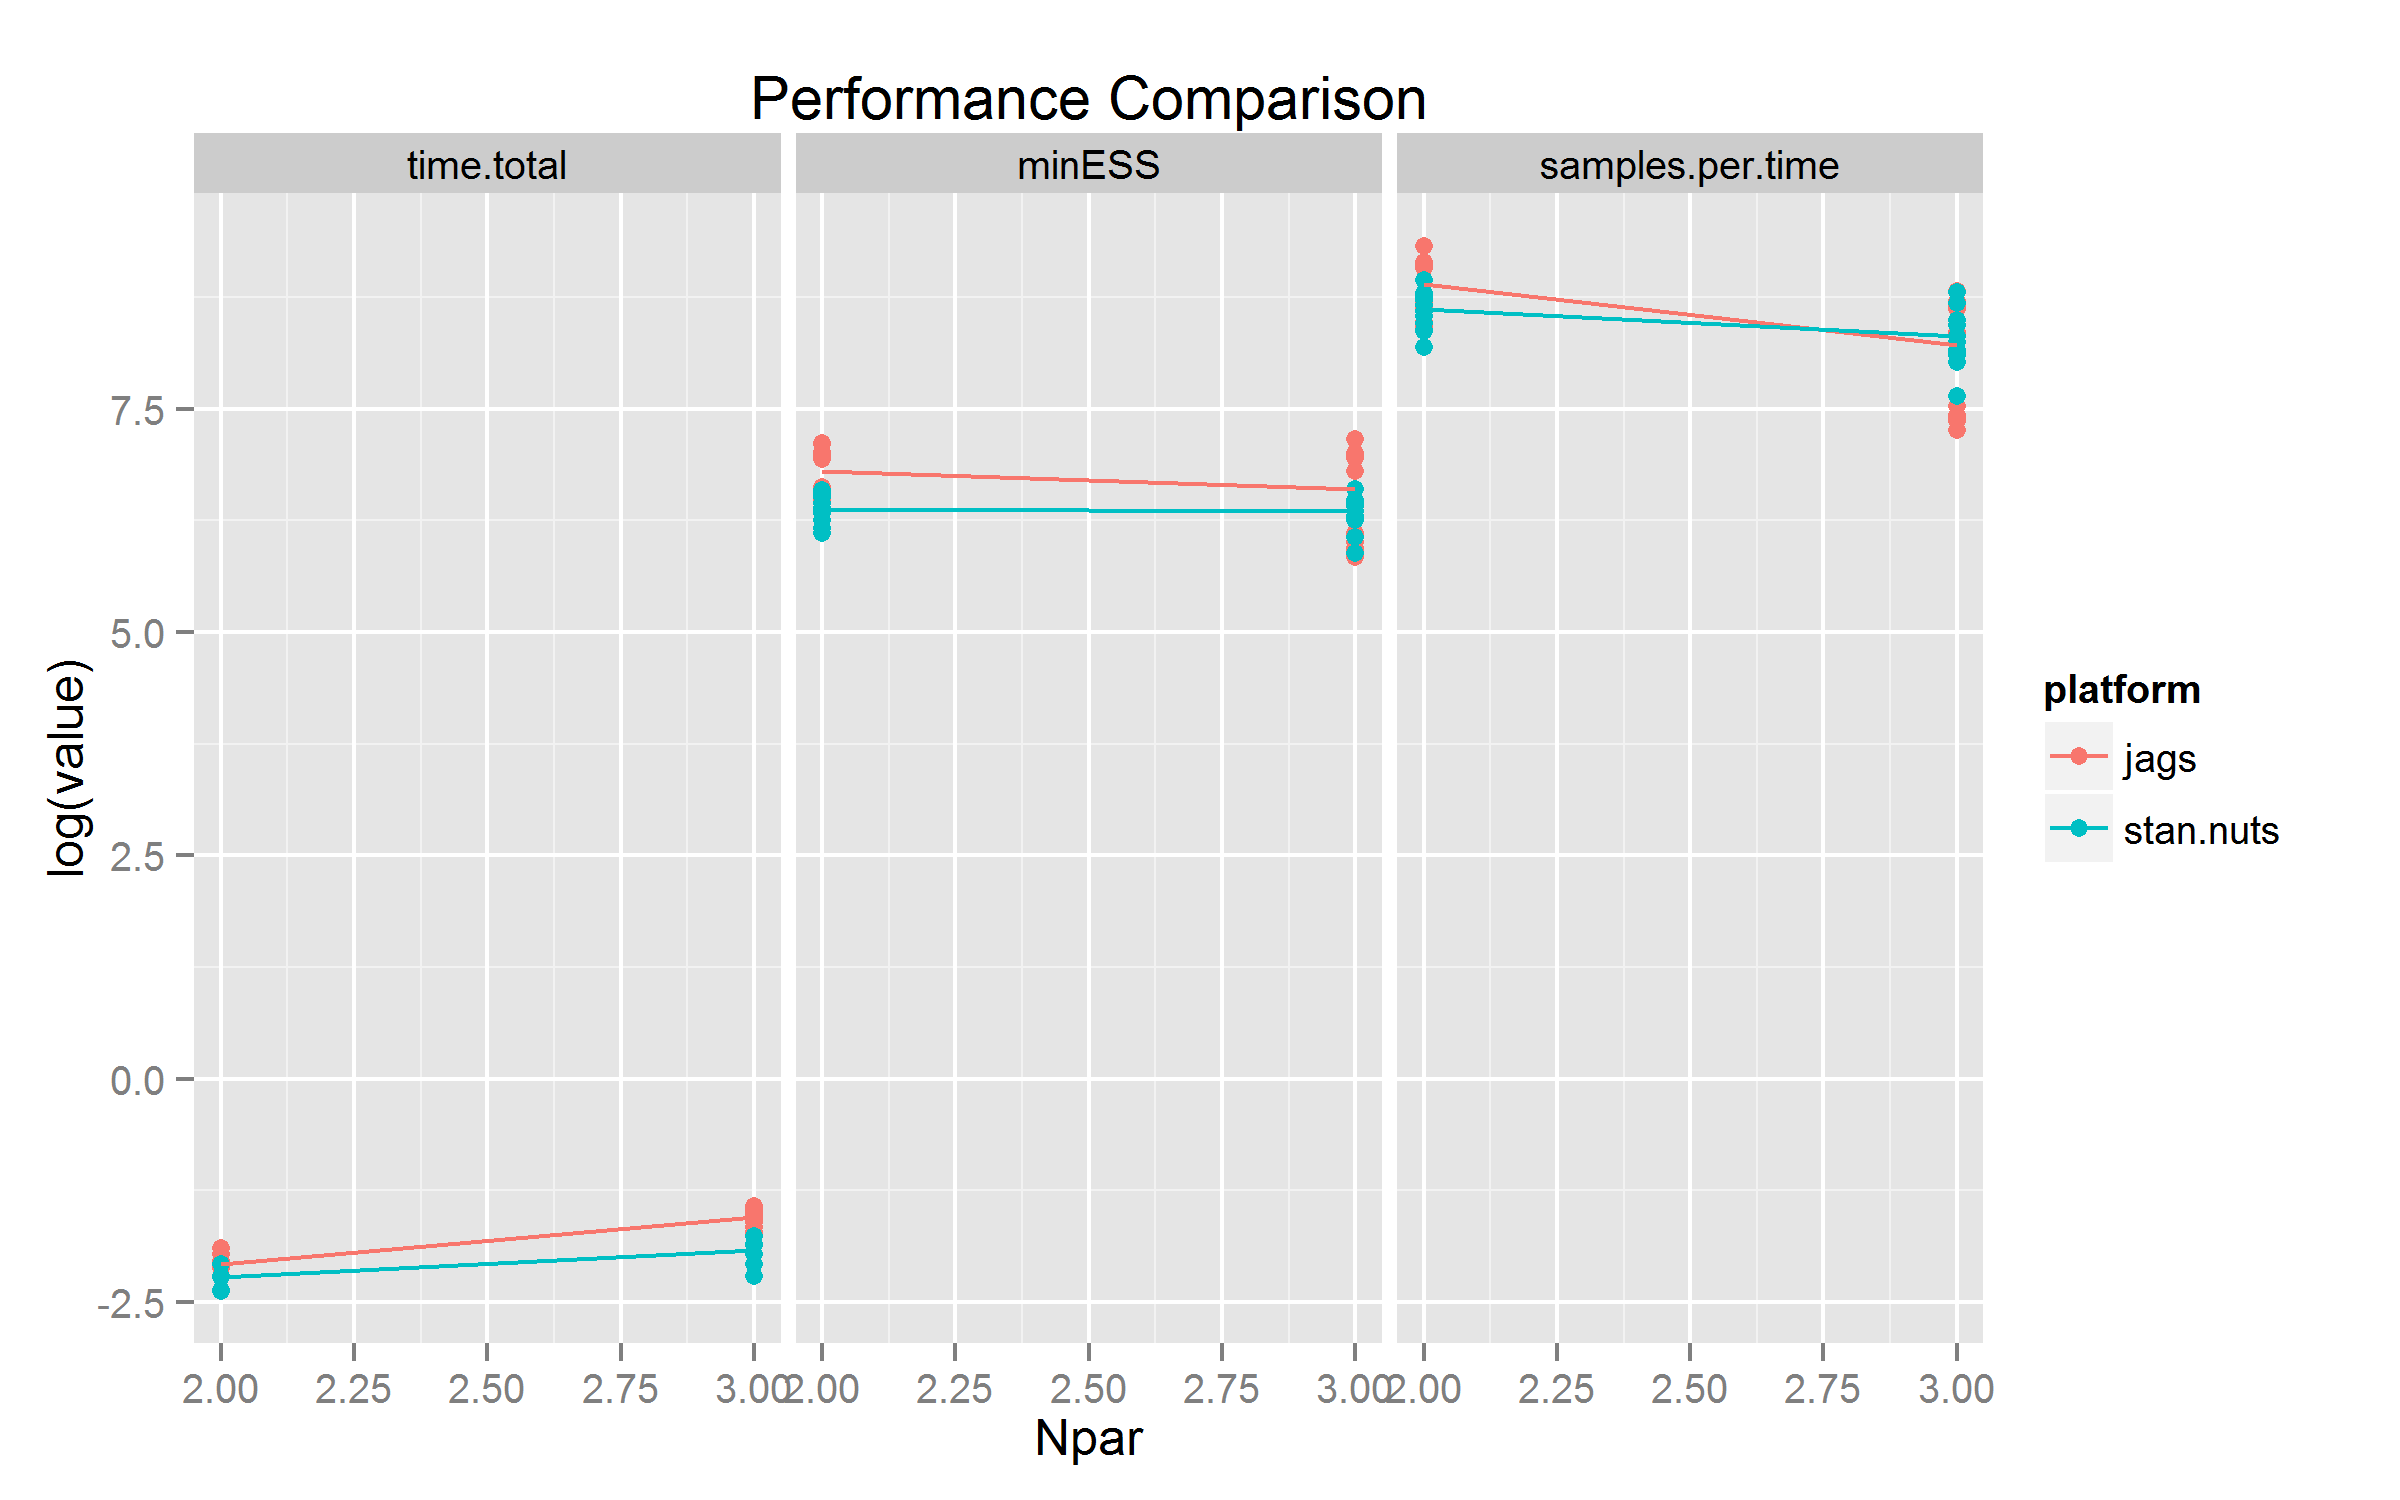 Performance Comparison
time.total minESS samples.per.time
log(value)
7.5
5.0
2.5
0.0
-2.5
2.00 2.25 2.50 2.75 3.00 2.00 2.25 2.50 2.75 3.00 2.00 2.25 2.50 2.75 3.00
Npar
platform
jags
stan.nuts